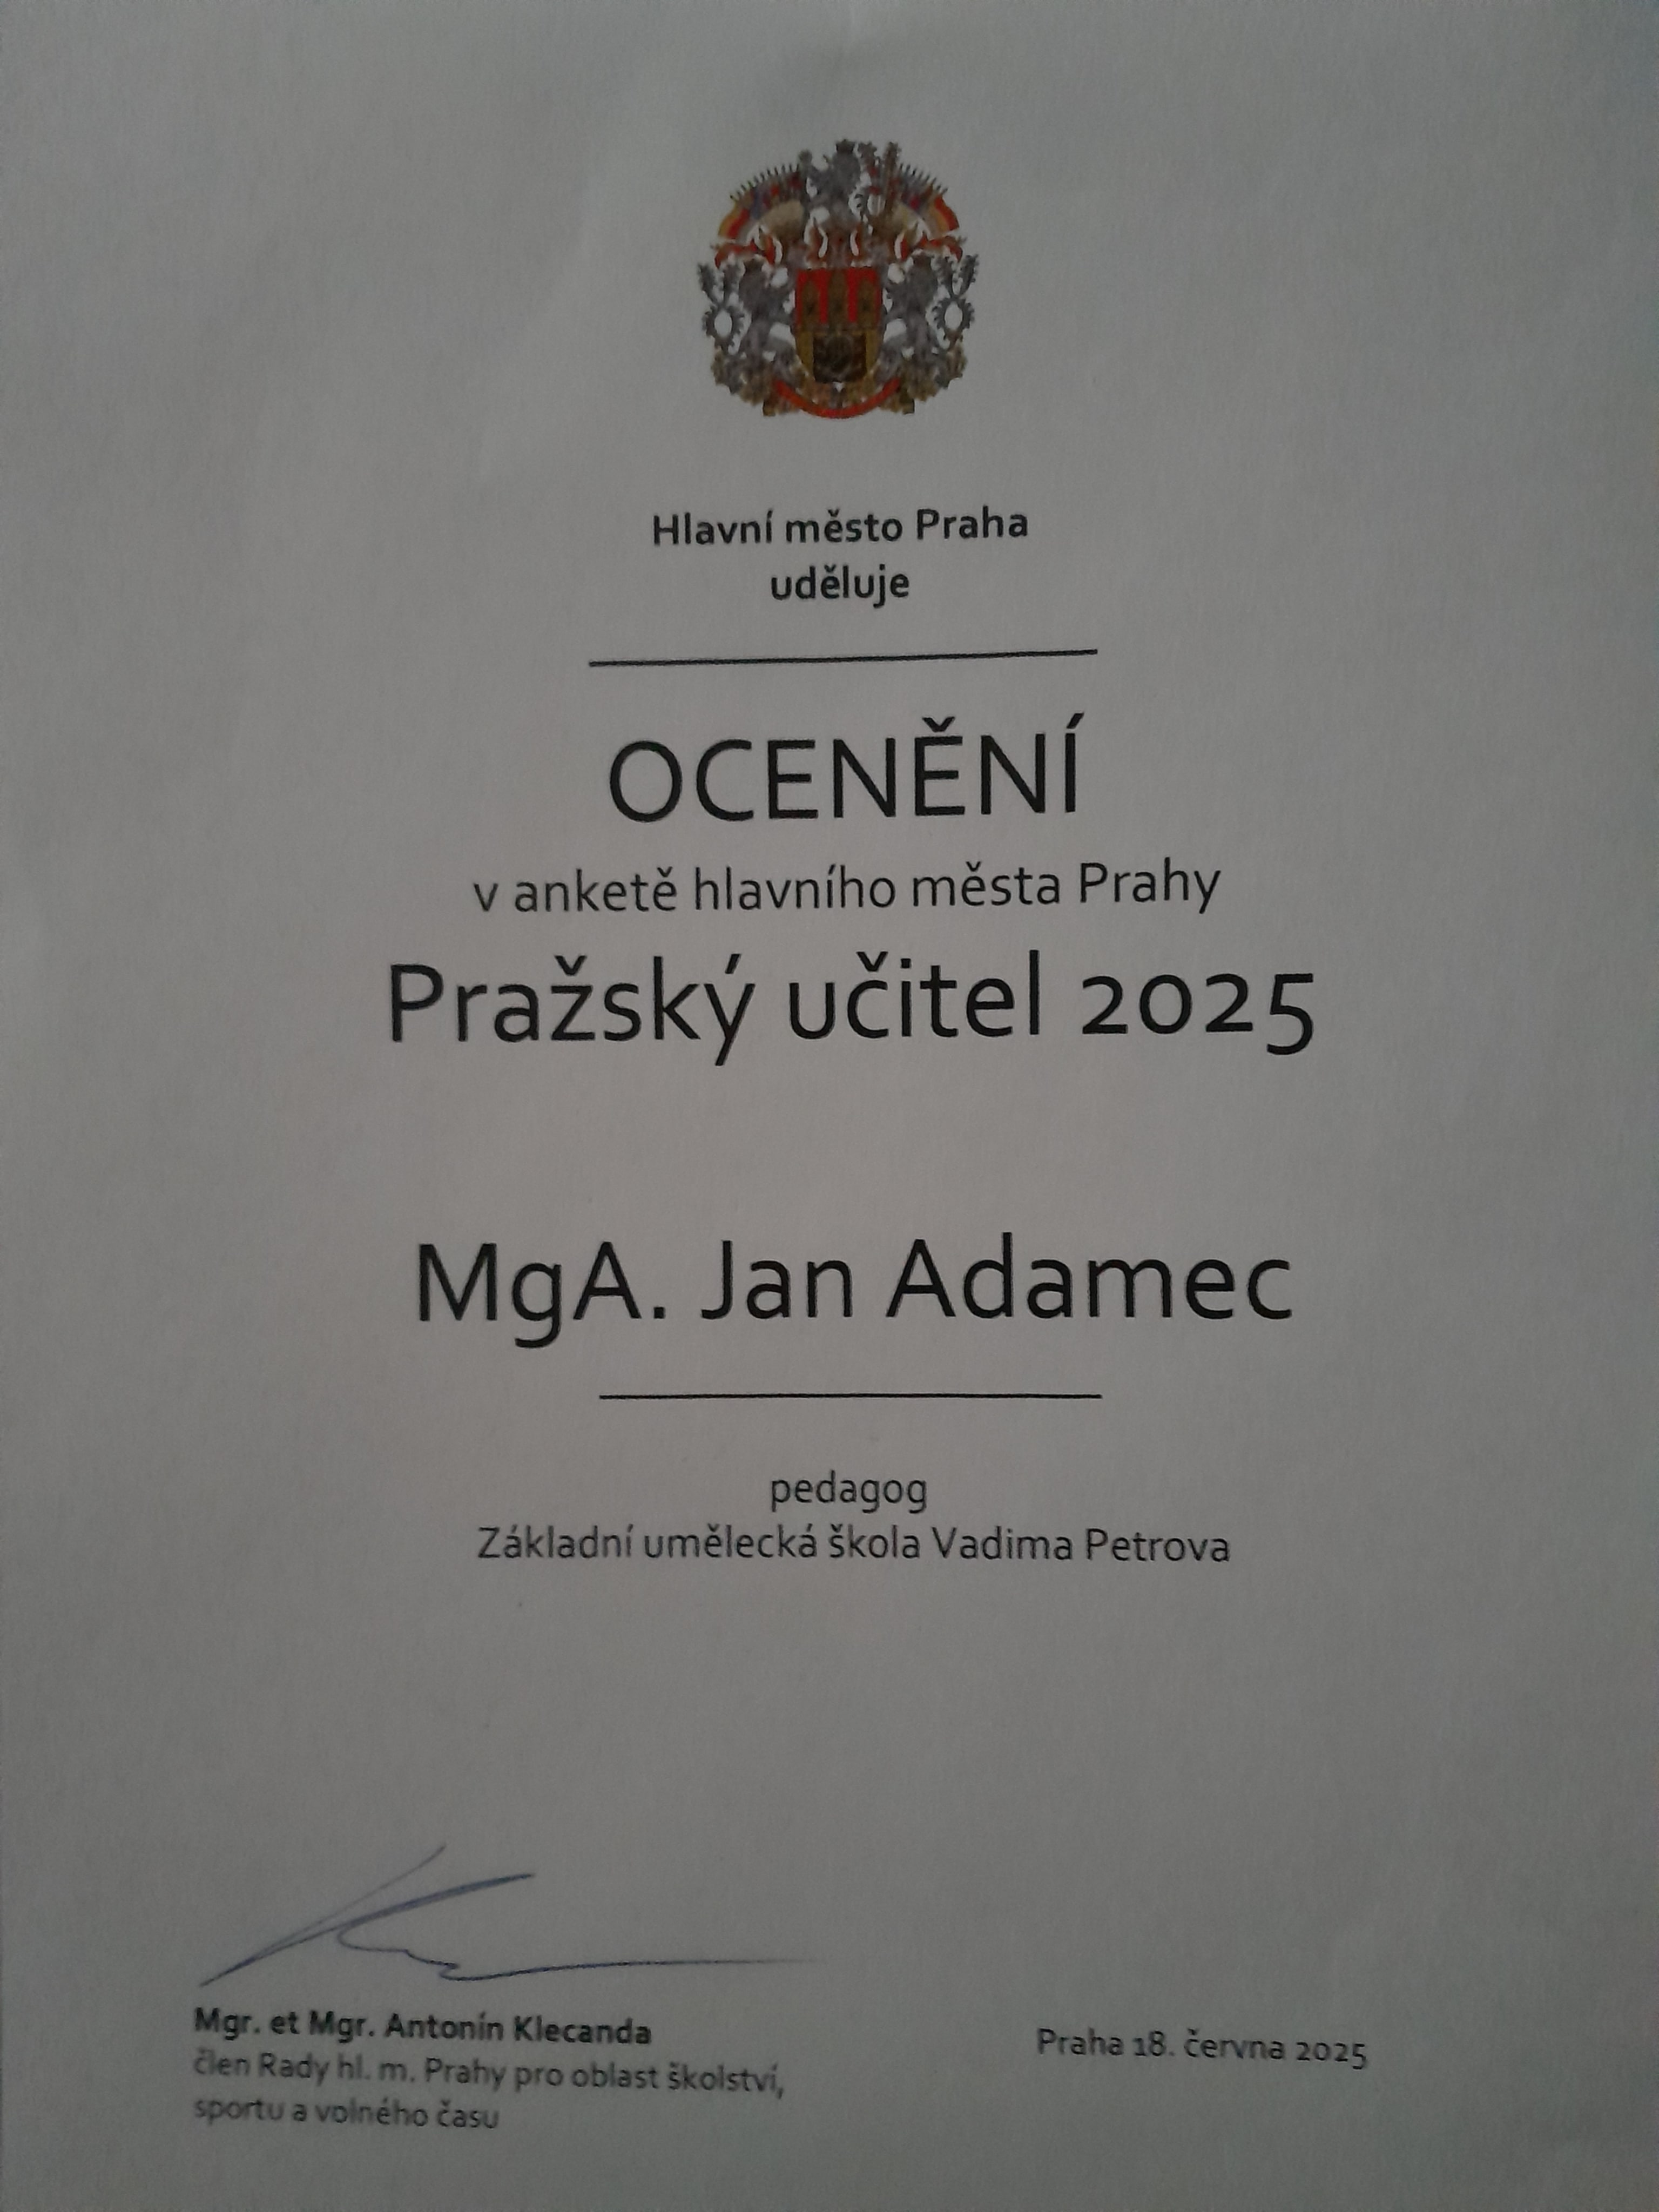 Hlavní město Praha
uděluje
OCENĚNÍ
v anketě hlavního města Prahy
Pražský učitel 2025
MgA. Jan Adamec
pedagog
Základní umělecká škola Vadima Petrova
Mgr. et Mgr. Antonín Klecanda
člen Rady hl. m. Prahy pro oblast školství,
sportu a volného času
Praha 18. června 2025